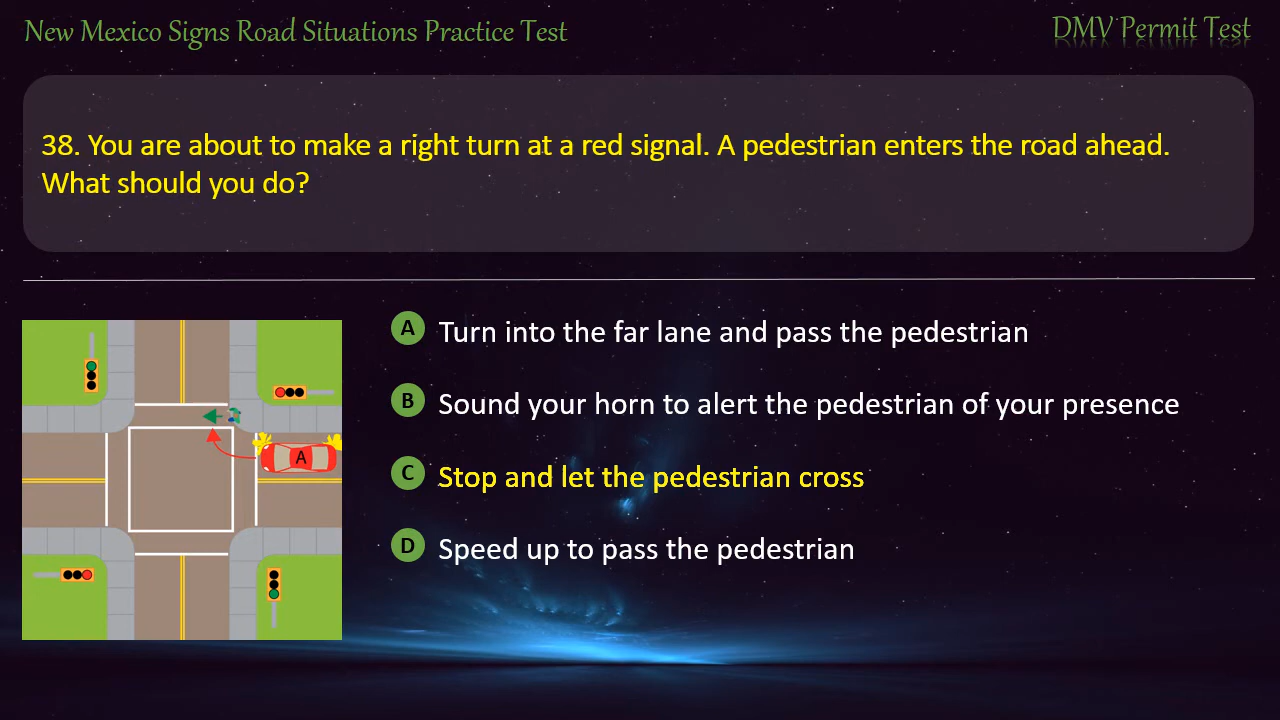 New Mexico Signs Road Situations Practice Test
DMV Permit Test
38. You are about to make a right turn at a red signal. A pedestrian enters the road ahead.
What should you do?
A Turn into the far lane and pass the pedestrian
B Sound your horn to alert the pedestrian of your presence
C Stop and let the pedestrian cross
D Speed up to pass the pedestrian
A